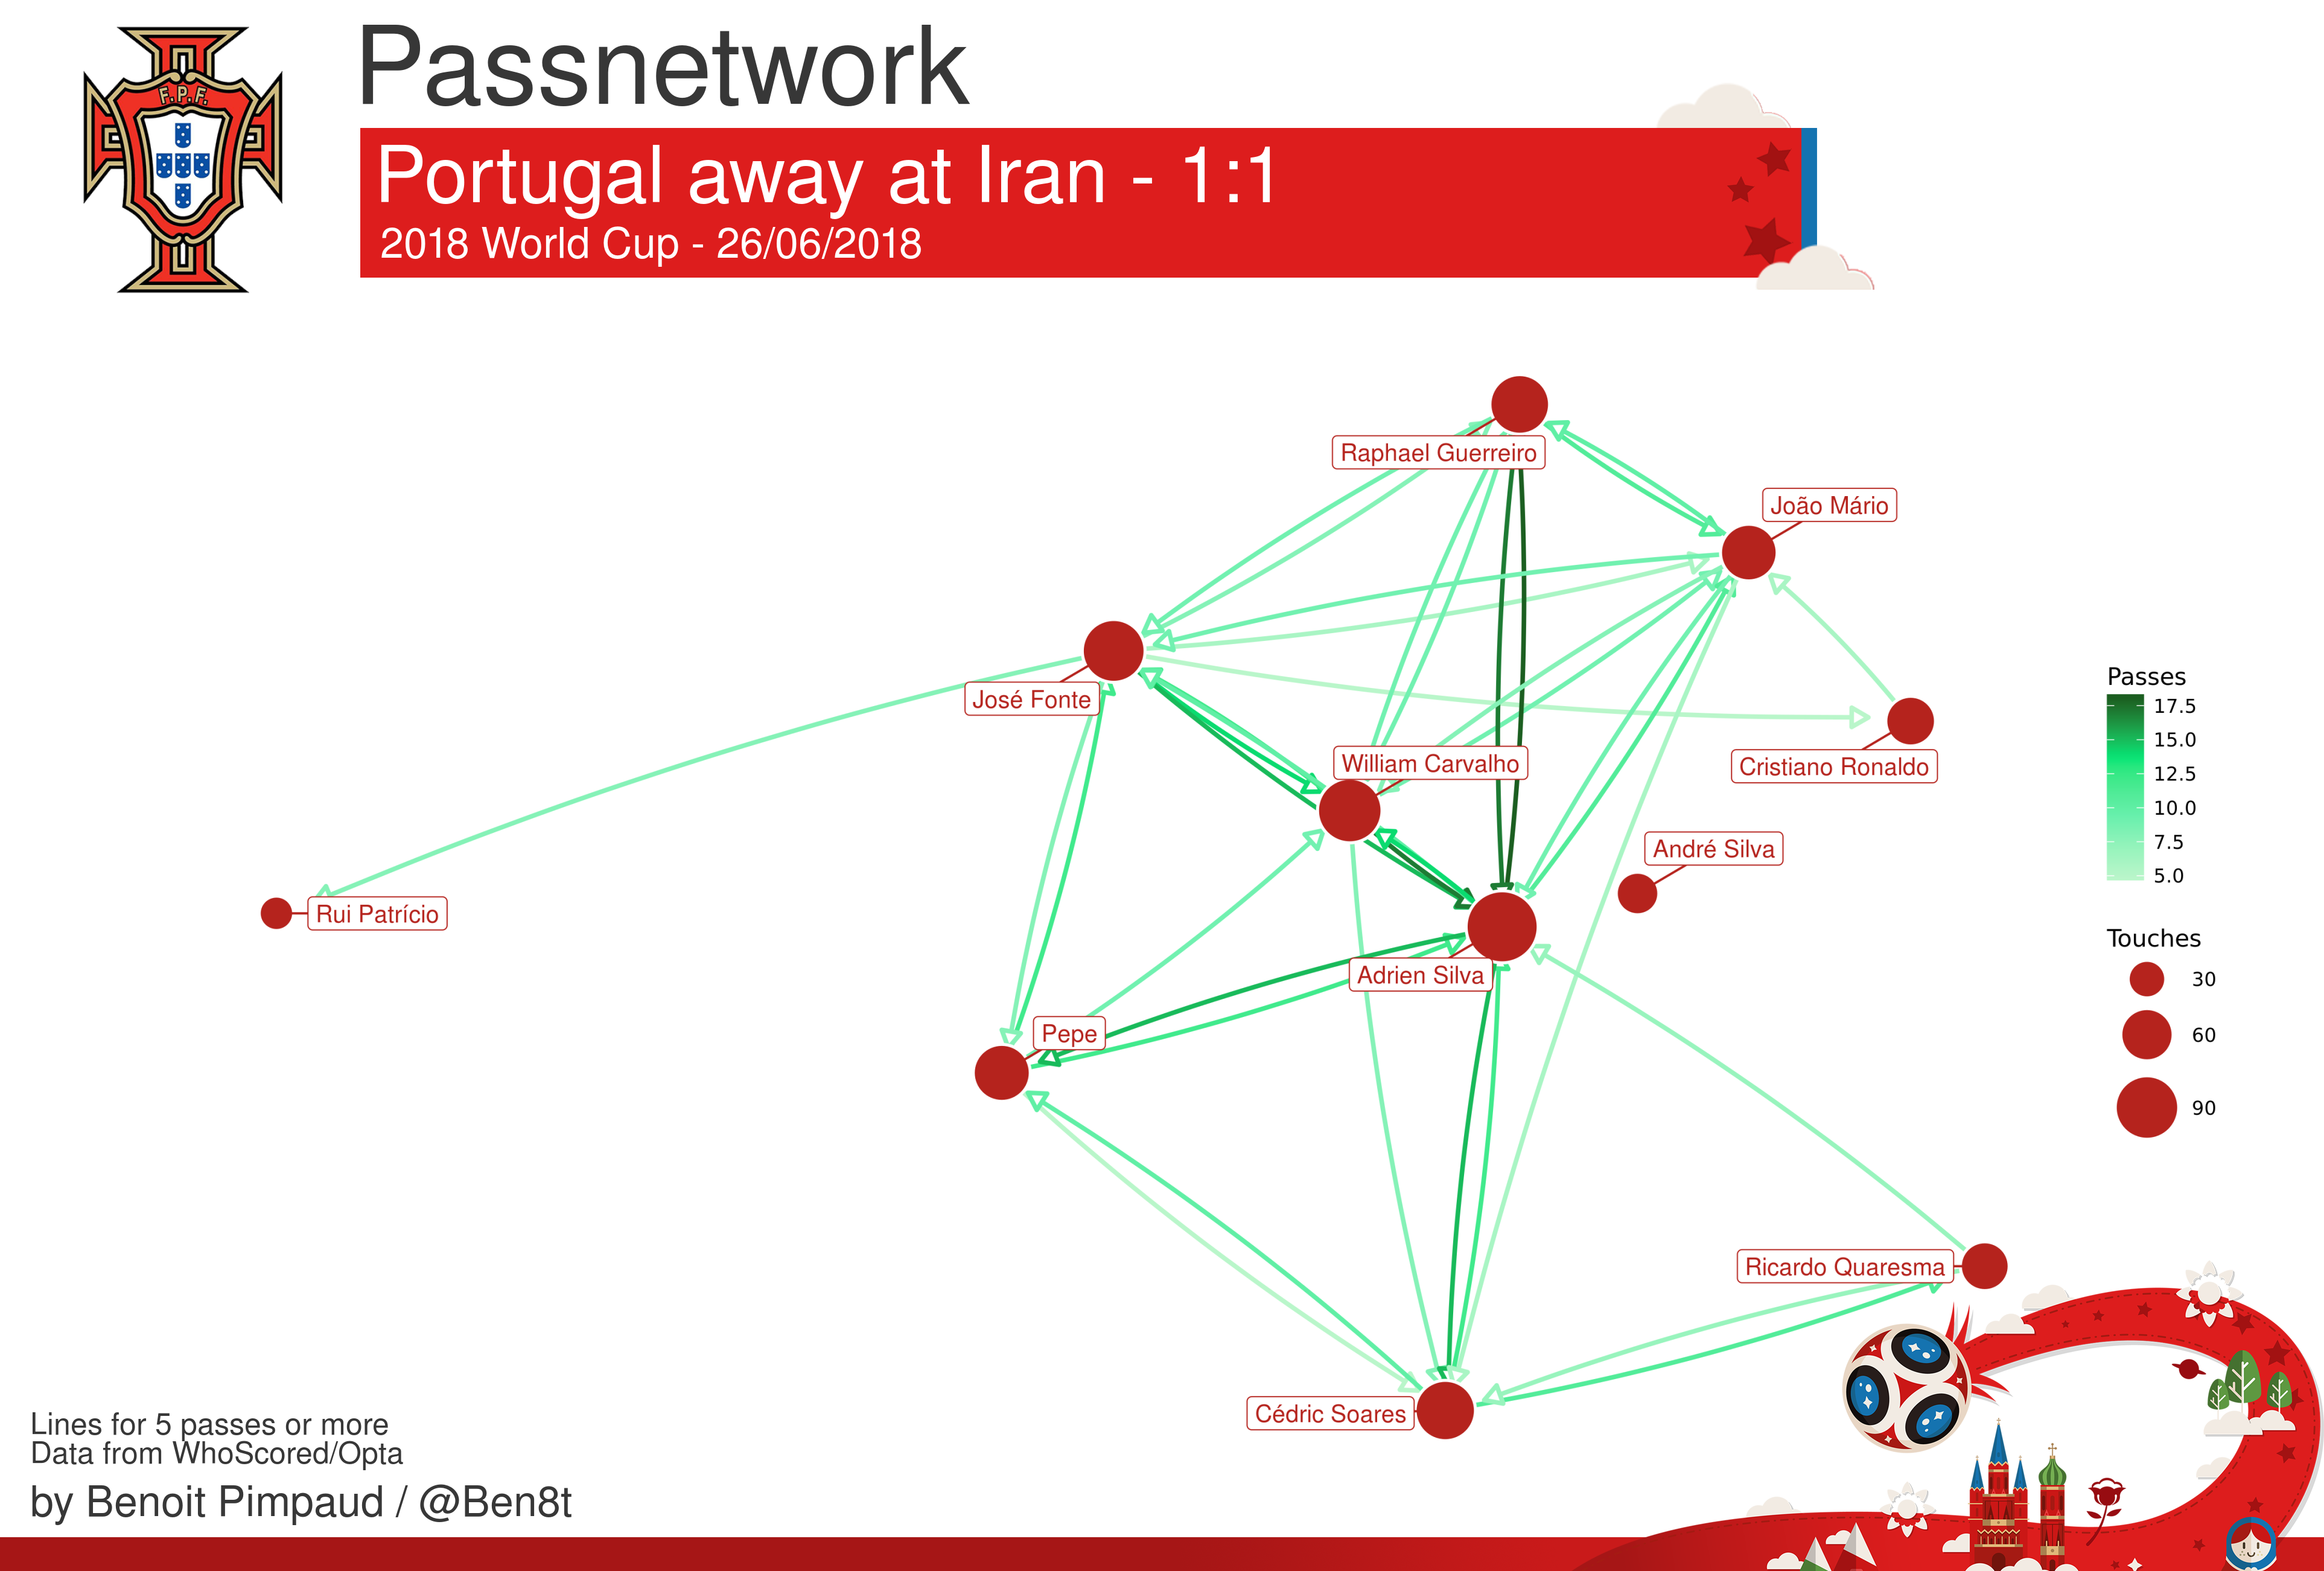 F.P.F.
Passnetwork
Portugal away at Iran - 1:1
2018 World Cup - 26/06/2018
Raphael Guerreiro
João Mário
José Fonte
William Carvalho
Cristiano Ronaldo
André Silva
Rui Patrício
Adrien Silva
Pepe
Ricardo Quaresma
Cédric Soares
Passes
17.5
15.0
12.5
10.0
7.5
5.0
Touches
30
60
90
Lines for 5 passes or more
Data from WhoScored/Opta
by Benoit Pimpaud / @Ben8t